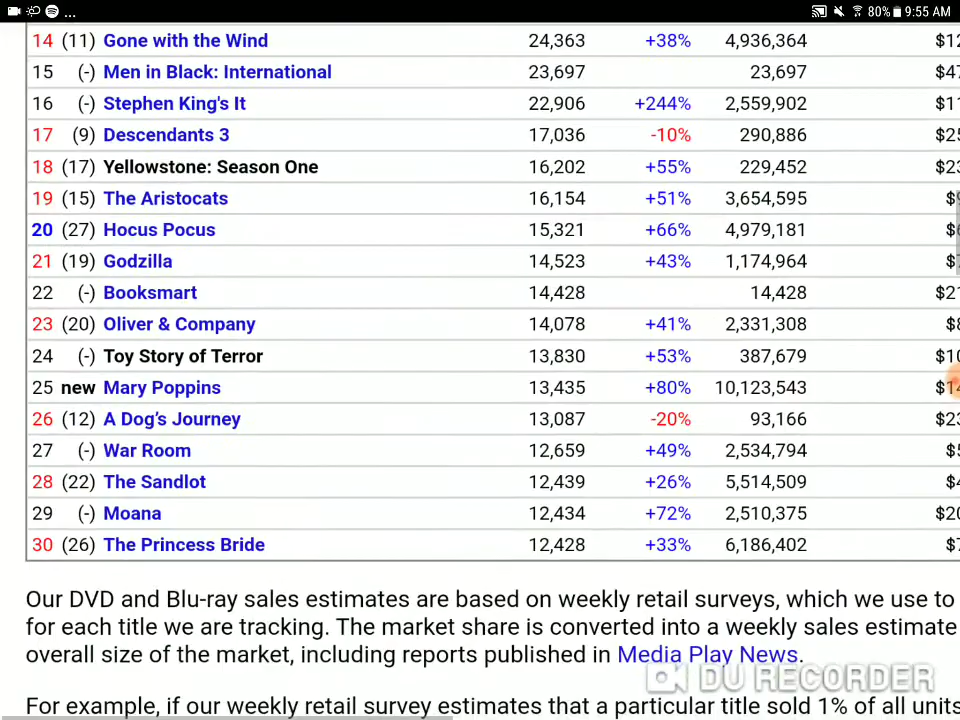 ... 80% 9:55 AM
14 (11) Gone with the Wind 24,363 +38% 4,936,364 $12
15 (-) Men in Black: International 23,697 23,697 $47
16 (-) Stephen King's It 22,906 +244% 2,559,902 $11
17 (9) Descendants 3 17,036 -10% 290,886 $25
18 (17) Yellowstone: Season One 16,202 +55% 229,452 $23
19 (15) The Aristocats 16,154 +51% 3,654,595 $
20 (27) Hocus Pocus 15,321 +66% 4,979,181 $
21 (19) Godzilla 14,523 +43% 1,174,964 $
22 (-) Booksmart 14,428 14,428 $21
23 (20) Oliver & Company 14,078 +41% 2,331,308 $
24 (-) Toy Story of Terror 13,830 +53% 387,679 $10
25 new Mary Poppins 13,435 +80% 10,123,543 $14
26 (12) A Dog's Journey 13,087 -20% 93,166 $23
27 (-) War Room 12,659 +49% 2,534,794 $
28 (22) The Sandlot 12,439 +26% 5,514,509 $
29 (-) Moana 12,434 +72% 2,510,375 $20
30 (26) The Princess Bride 12,428 +33% 6,186,402 $
Our DVD and Blu-ray sales estimates are based on weekly retail surveys, which we use to
for each title we are tracking. The market share is converted into a weekly sales estimate
overall size of the market, including reports published in Media Play News.
DU RECORDER
For example, if our weekly retail survey estimates that a particular title sold 1% of all units